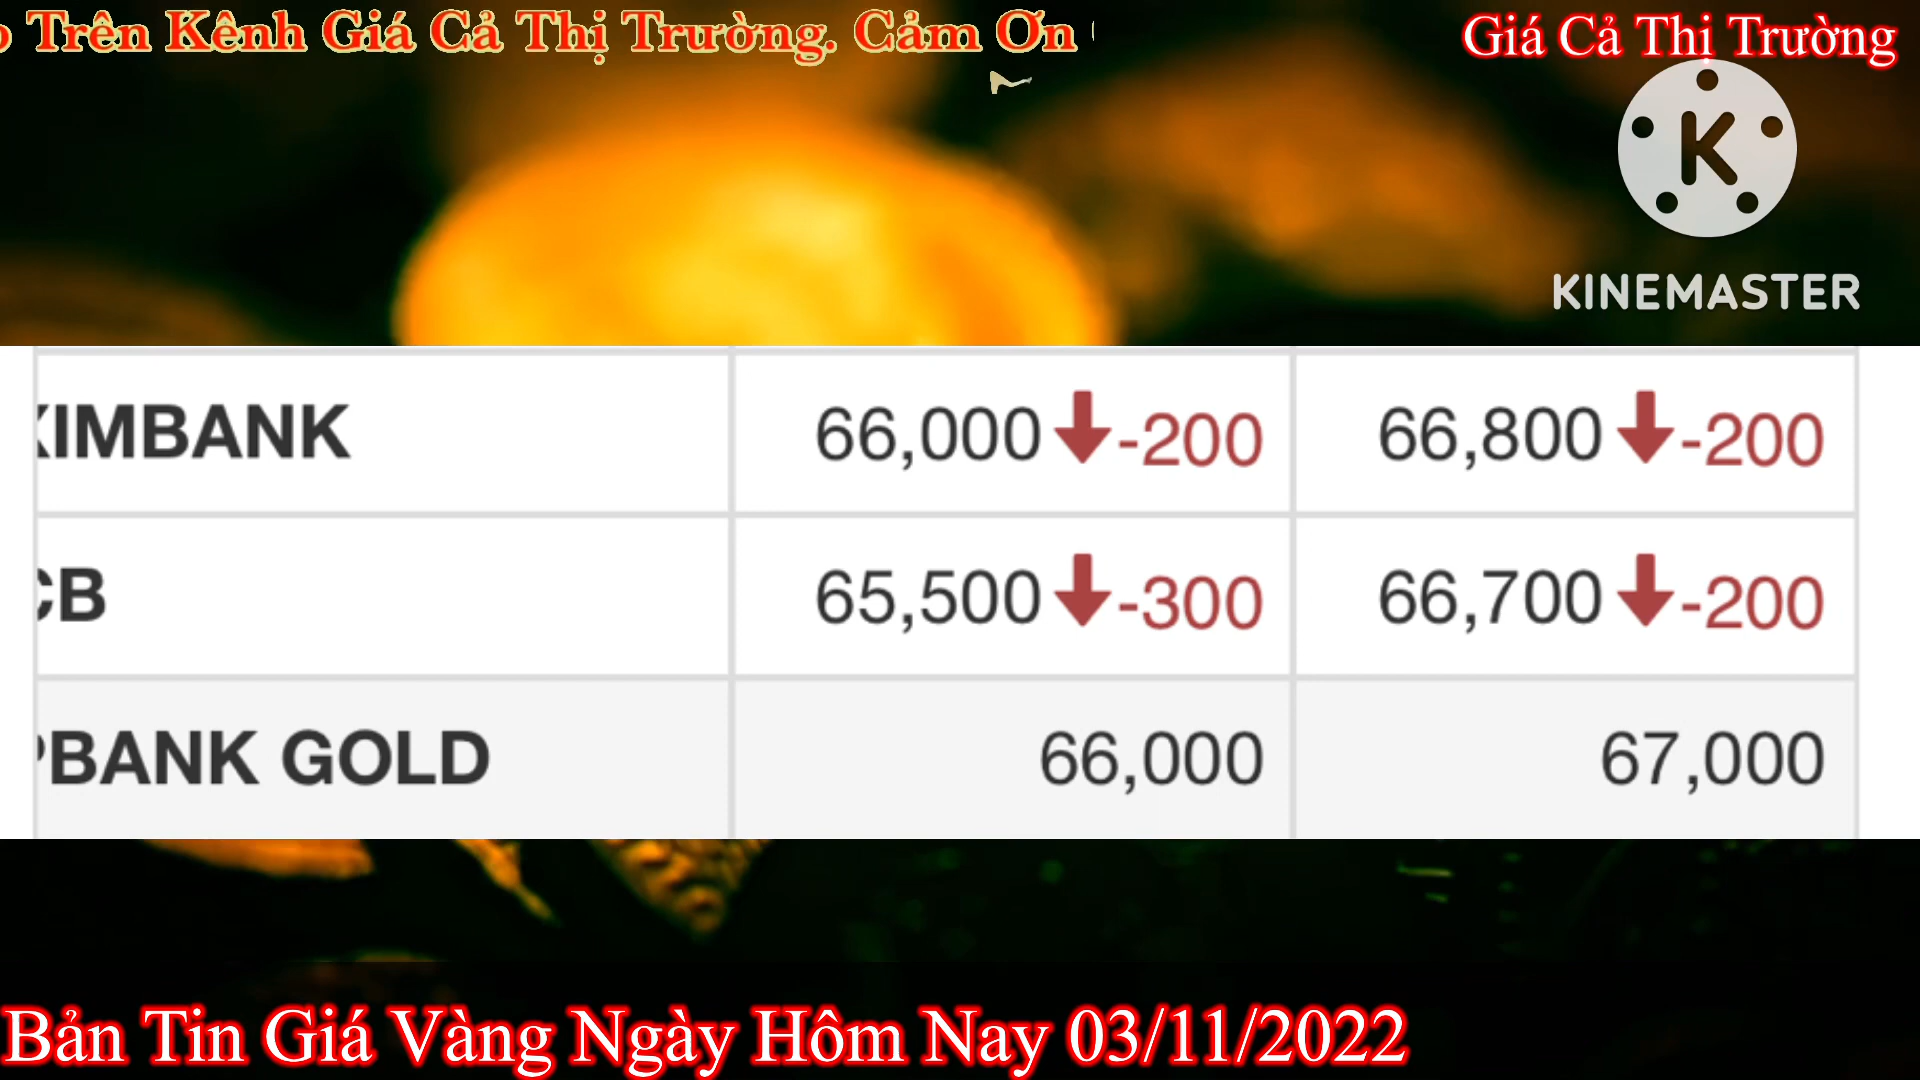 Trên Kênh Giá Cả Thị Trường. Cảm Ơn
Giá Cả Thị Trường
K
KINEMASTER
XIMBANK 66,000 -200 66,800 -200
CB 65,500 -300 66,700 -200
PBANK GOLD 66,000 67,000
Bản Tin Giá Vàng Ngày Hôm Nay 03/11/2022